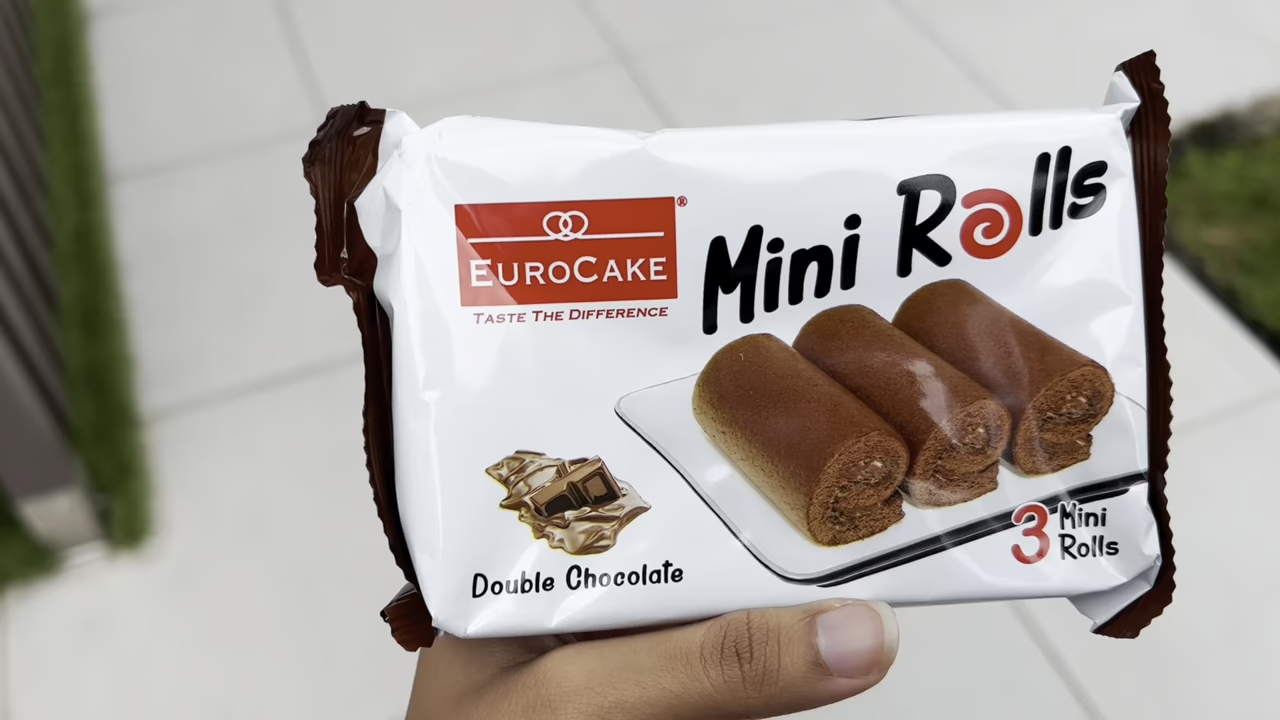 EUROCAKE®
TASTE THE DIFFERENCE
Mini Rolls
Double Chocolate
3 Mini
Rolls